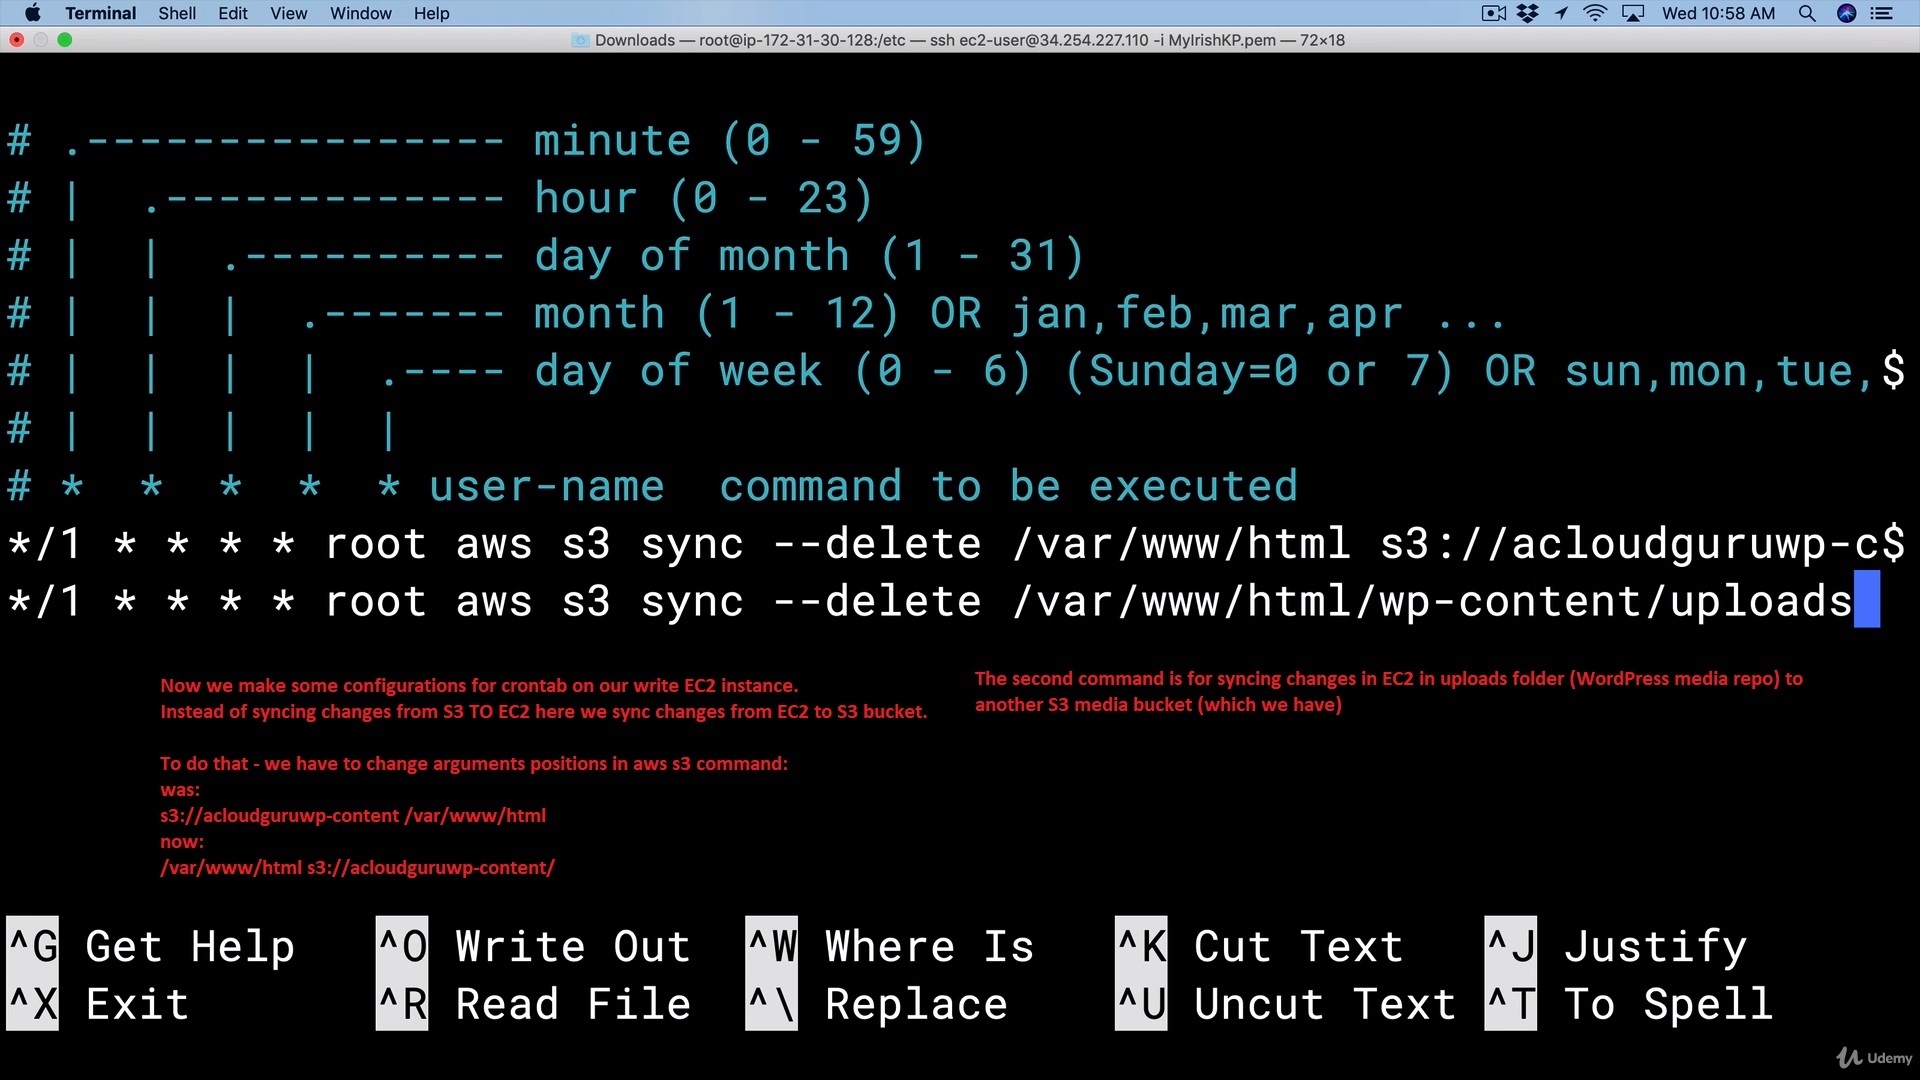 Terminal Shell Edit View Window Help Wed 10:58 AM
Downloads — root@ip-172-31-30-128:/etc — ssh ec2-user@34.254.227.110 -i MyIrishKP.pem — 72×18
# .---------------- minute (0 - 59)
# |  .------------- hour (0 - 23)
# |  |  .---------- day of month (1 - 31)
# |  |  |  .------- month (1 - 12) OR jan,feb,mar,apr ...
# |  |  |  |  .---- day of week (0 - 6) (Sunday=0 or 7) OR sun,mon,tue,$
# |  |  |  |  |
# *  *  *  *  * user-name  command to be executed
*/1 * * * * root aws s3 sync --delete /var/www/html s3://acloudguruwp-c$
*/1 * * * * root aws s3 sync --delete /var/www/html/wp-content/uploads
Now we make some configurations for crontab on our write EC2 instance.
Instead of syncing changes from S3 TO EC2 here we sync changes from EC2 to S3 bucket.
To do that - we have to change arguments positions in aws s3 command:
was:
s3://acloudguruwp-content /var/www/html
now:
/var/www/html s3://acloudguruwp-content/
The second command is for syncing changes in EC2 in uploads folder (WordPress media repo) to
another S3 media bucket (which we have)
^G Get Help ^O Write Out ^W Where Is ^K Cut Text ^J Justify
^X Exit ^R Read File ^\ Replace ^U Uncut Text ^T To Spell
Udemy